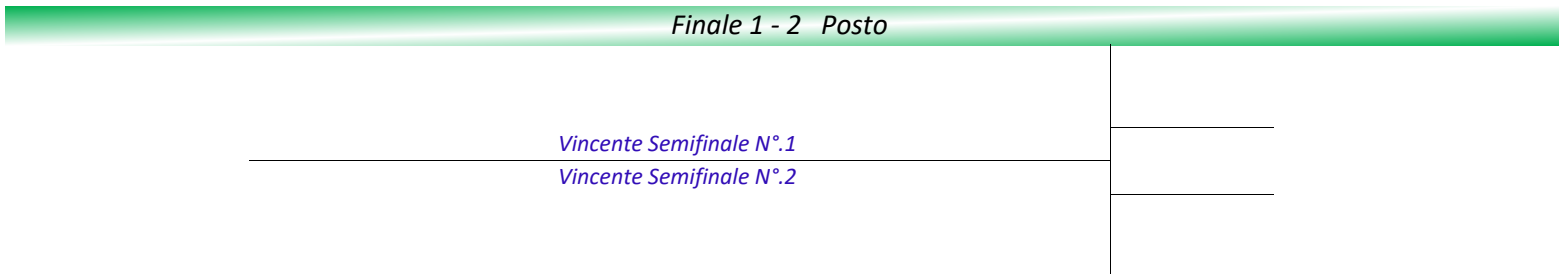 Finale 1 - 2 Posto
Vincente Semifinale N°.1
Vincente Semifinale N°.2